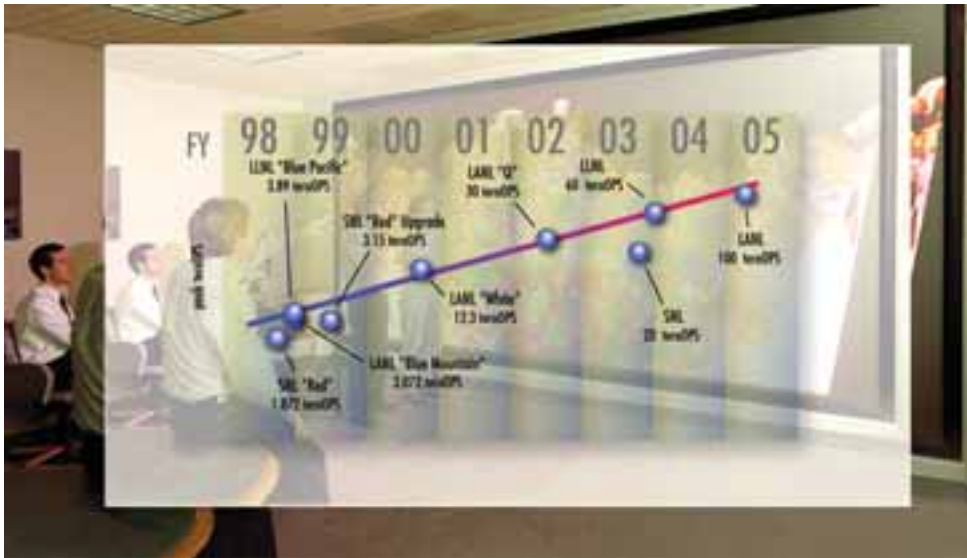 FY 98 99 00 01 02 03 04 05
LLNL "Blue Pacific"
3.89 teraOPS
SNL "Red" Upgrade
3.15 teraOPS
LANL "Q"
30 teraOPS
LLNL
60 teraOPS
LANL "White"
12.3 teraOPS
LANL
100 teraOPS
SNL
20 teraOPS
LANL "Blue Mountain"
3.072 teraOPS
SNL "Red"
1.872 teraOPS